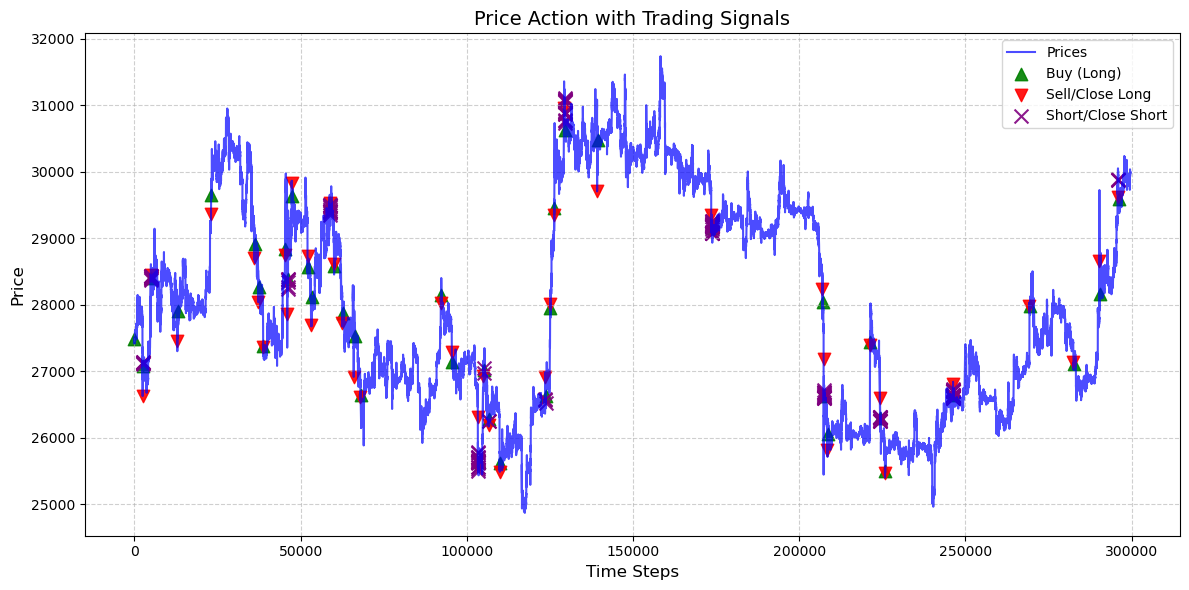 Price Action with Trading Signals
Prices
Buy (Long)
Sell/Close Long
Short/Close Short
Price
32000
31000
30000
29000
28000
27000
26000
25000
0
50000
100000
150000
200000
250000
300000
Time Steps